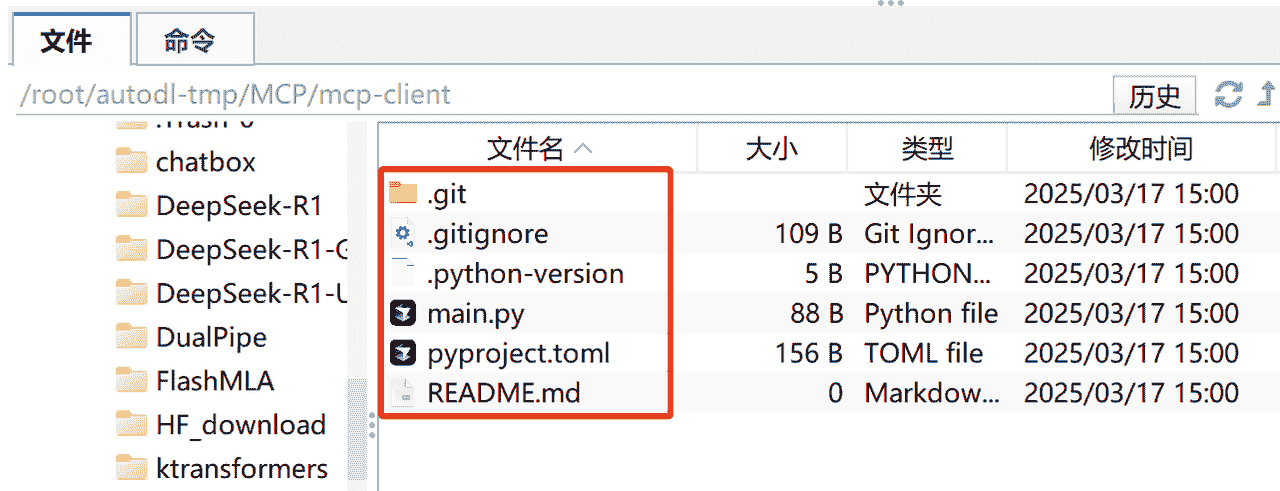 文件 命令
/root/autodl-tmp/MCP/mcp-client 历史
chatbox
DeepSeek-R1
DeepSeek-R1-
DeepSeek-R1-
DualPipe
FlashMLA
HF_download
ktransformers
文件名 大小 类型 修改时间
.git 文件夹 2025/03/17 15:00
.gitignore 109 B Git Ignor... 2025/03/17 15:00
.python-version 5 B PYTHON... 2025/03/17 15:00
main.py 88 B Python file 2025/03/17 15:00
pyproject.toml 156 B TOML file 2025/03/17 15:00
README.md 0 Markdow... 2025/03/17 15:00